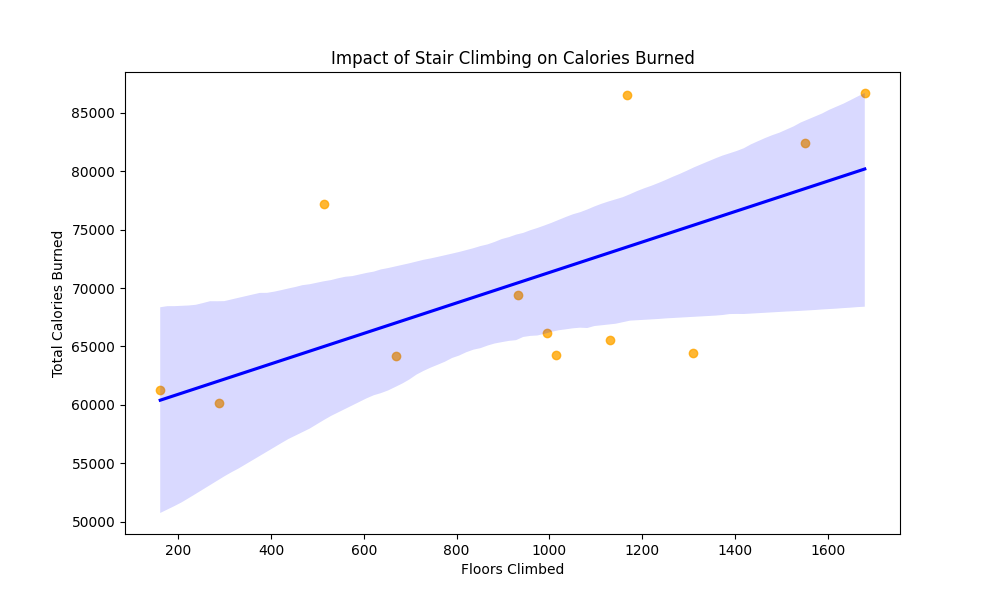 Impact of Stair Climbing on Calories Burned
85000
80000
75000
70000
65000
60000
55000
50000
Total Calories Burned
200 400 600 800 1000 1200 1400 1600
Floors Climbed